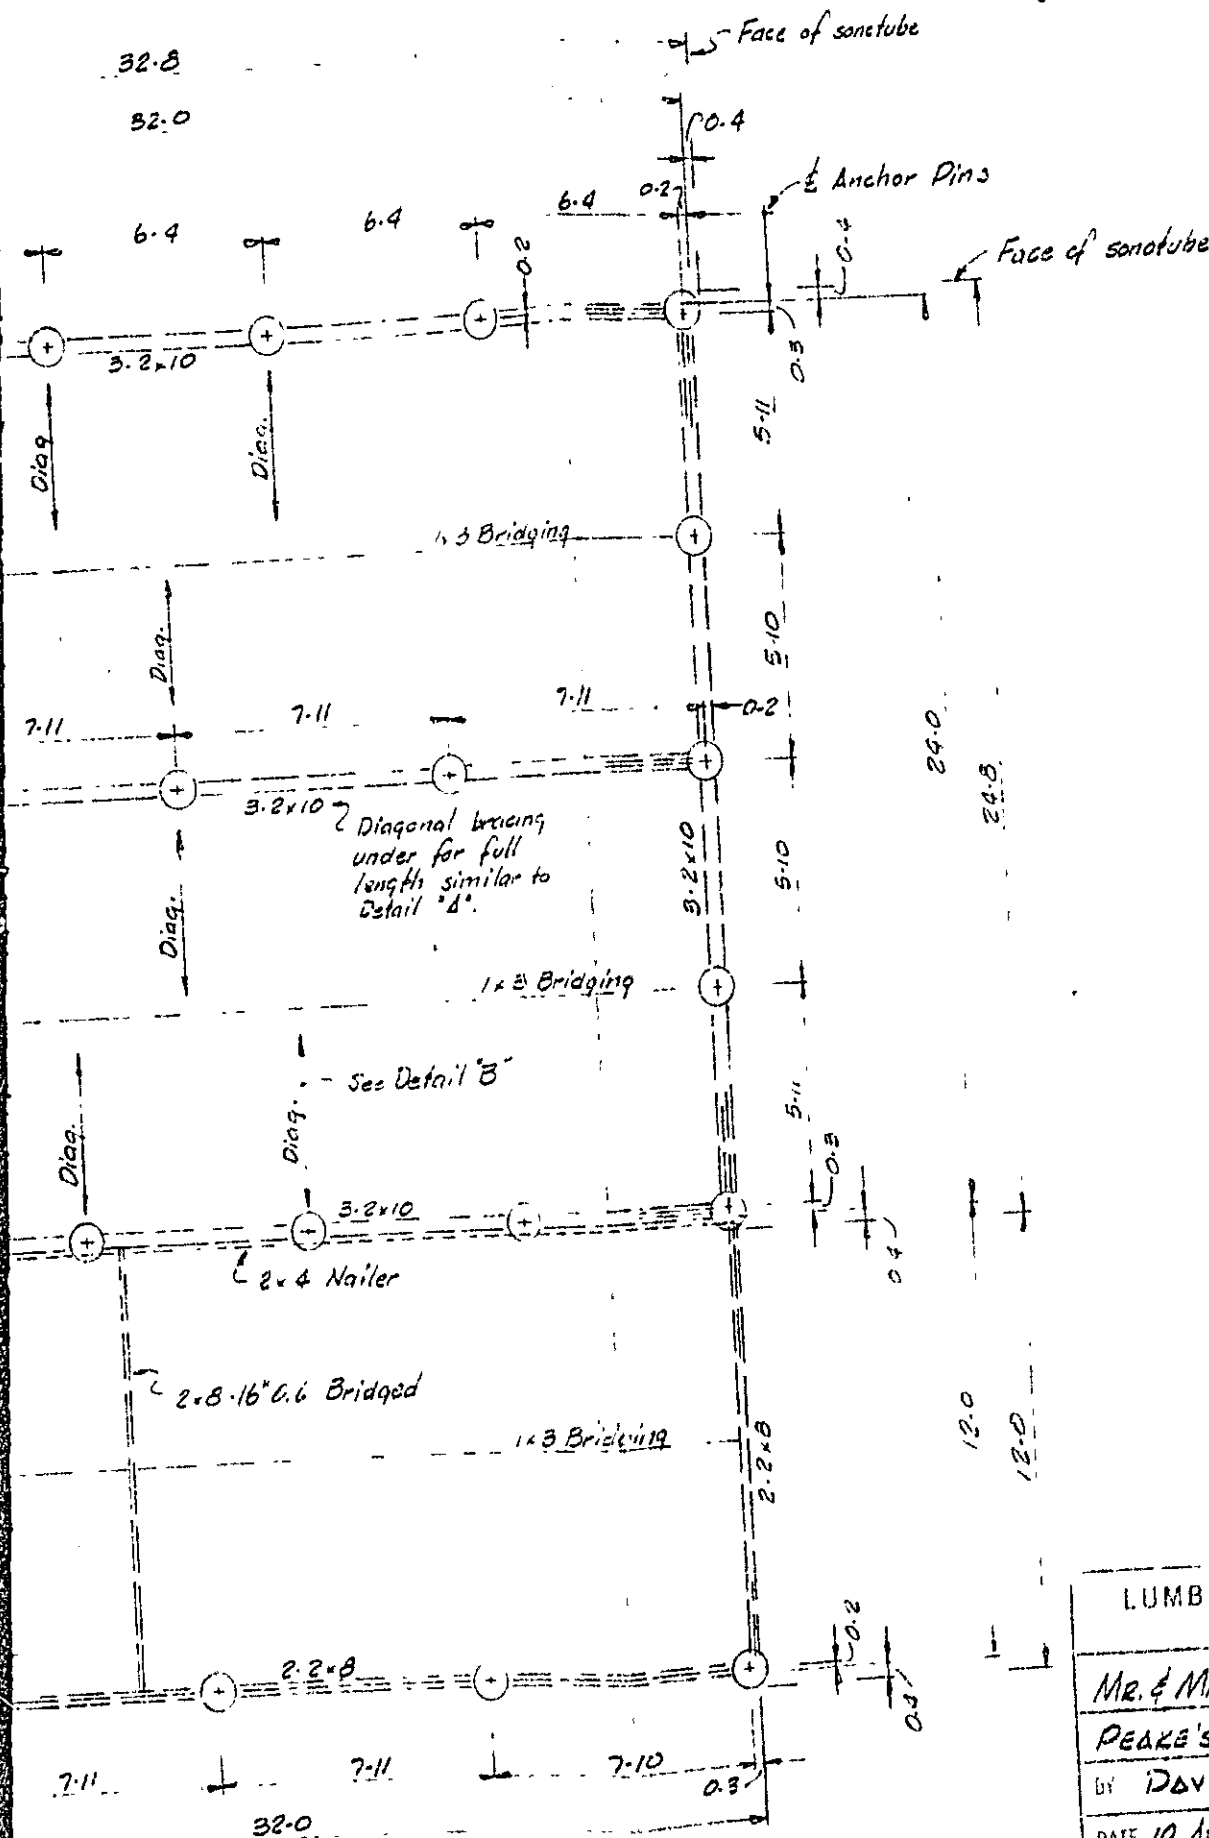 Face of sonotube
32.8
32.0
0.4
0.2
₵ Anchor Pins
6.4
6.4
6.4
0.2
0.4
Face of sonotube
3-2x10
0.3
5-11
Diag
Diag.
1x3 Bridging
5-10
Diag.
7-11
7-11
7-11
0-2
24.0
24.8
3-2x10
Diagonal bracing
under for full
length similar to
Detail "A".
3-2x10
5-10
Diag.
1x3 Bridging
See Detail "B"
Diag.
Diag.
5-11
0.3
3-2x10
0.4
2x4 Nailer
2x8-16" Bridged
1x3 Bridging
2-2x8
12.0
12-0
LUMB
0.2
2-2x8
0.3
Mr. &
PEAKE'S
7-11
7-11
7-10
0.3
BY DAV
32.0
DATE 10